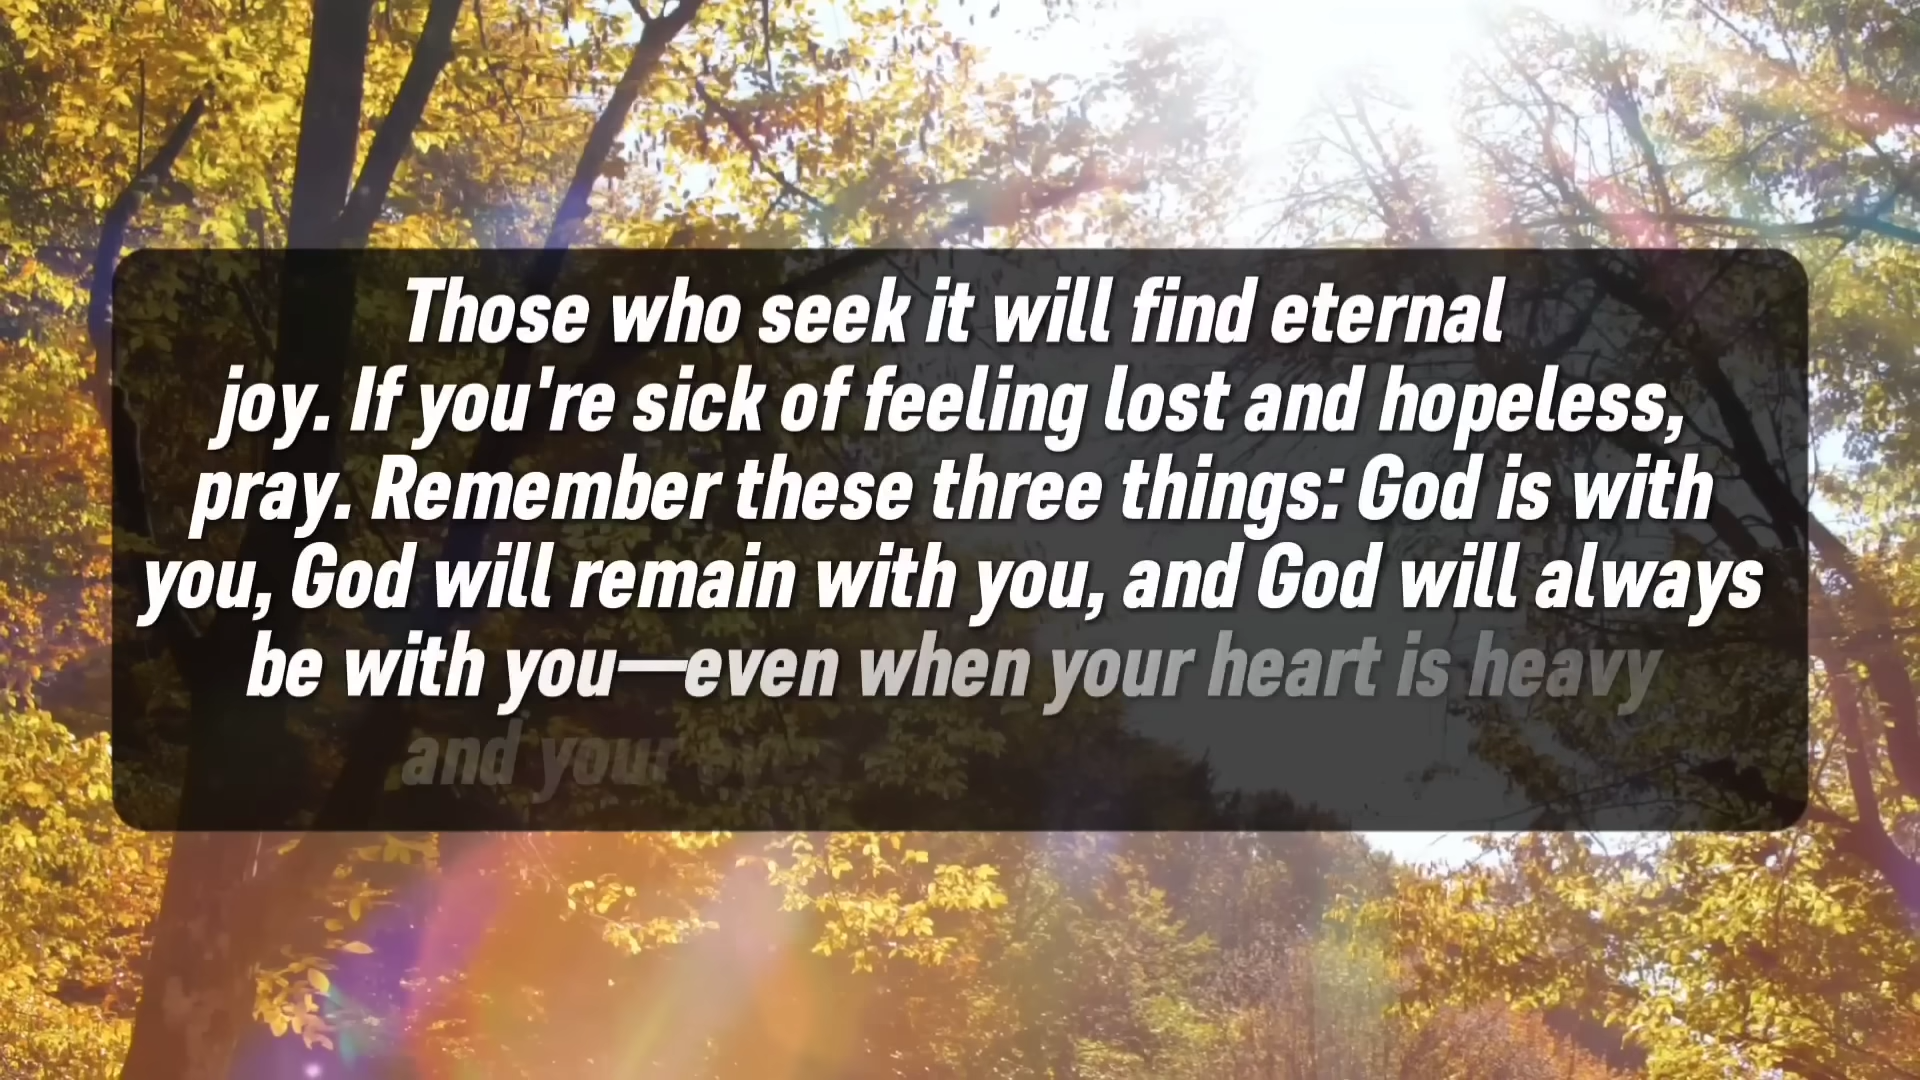 Those who seek it will find eternal
joy. If you're sick of feeling lost and hopeless,
pray. Remember these three things: God is with
you, God will remain with you, and God will always
be with you—even when your heart is heavy
and your eyes